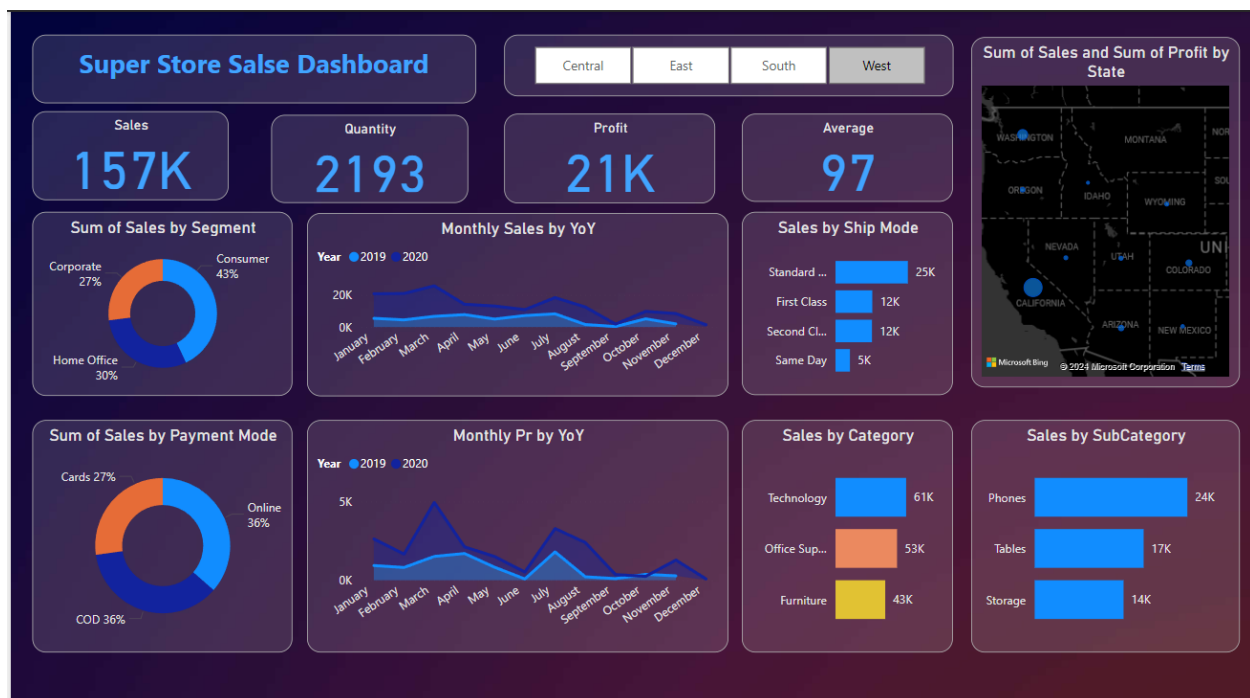 Super Store Salse Dashboard
Central
East
South
West
Sum of Sales and Sum of Profit by
State
Sales
157K
Quantity
2193
Profit
21K
Average
97
WASHINGTON
MONTANA
NOR
OREGON
IDAHO
WYOMING
SOU
NEVADA
UTAH
COLORADO
UNI
CALIFORNIA
ARIZONA
NEW MEXICO
Microsoft Bing
© 2024 Microsoft Corporation Terms
Sum of Sales by Segment
Corporate
27%
Consumer
43%
Home Office
30%
Monthly Sales by YoY
Year 2019 2020
20K
0K
January
February
March
April
May
June
July
August
September
October
November
December
Sales by Ship Mode
Standard ... 25K
First Class 12K
Second Cl... 12K
Same Day 5K
Sum of Sales by Payment Mode
Cards 27%
Online
36%
COD 36%
Monthly Pr by YoY
Year 2019 2020
5K
0K
January
February
March
April
May
June
July
August
September
October
November
December
Sales by Category
Technology 61K
Office Sup... 53K
Furniture 43K
Sales by SubCategory
Phones 24K
Tables 17K
Storage 14K